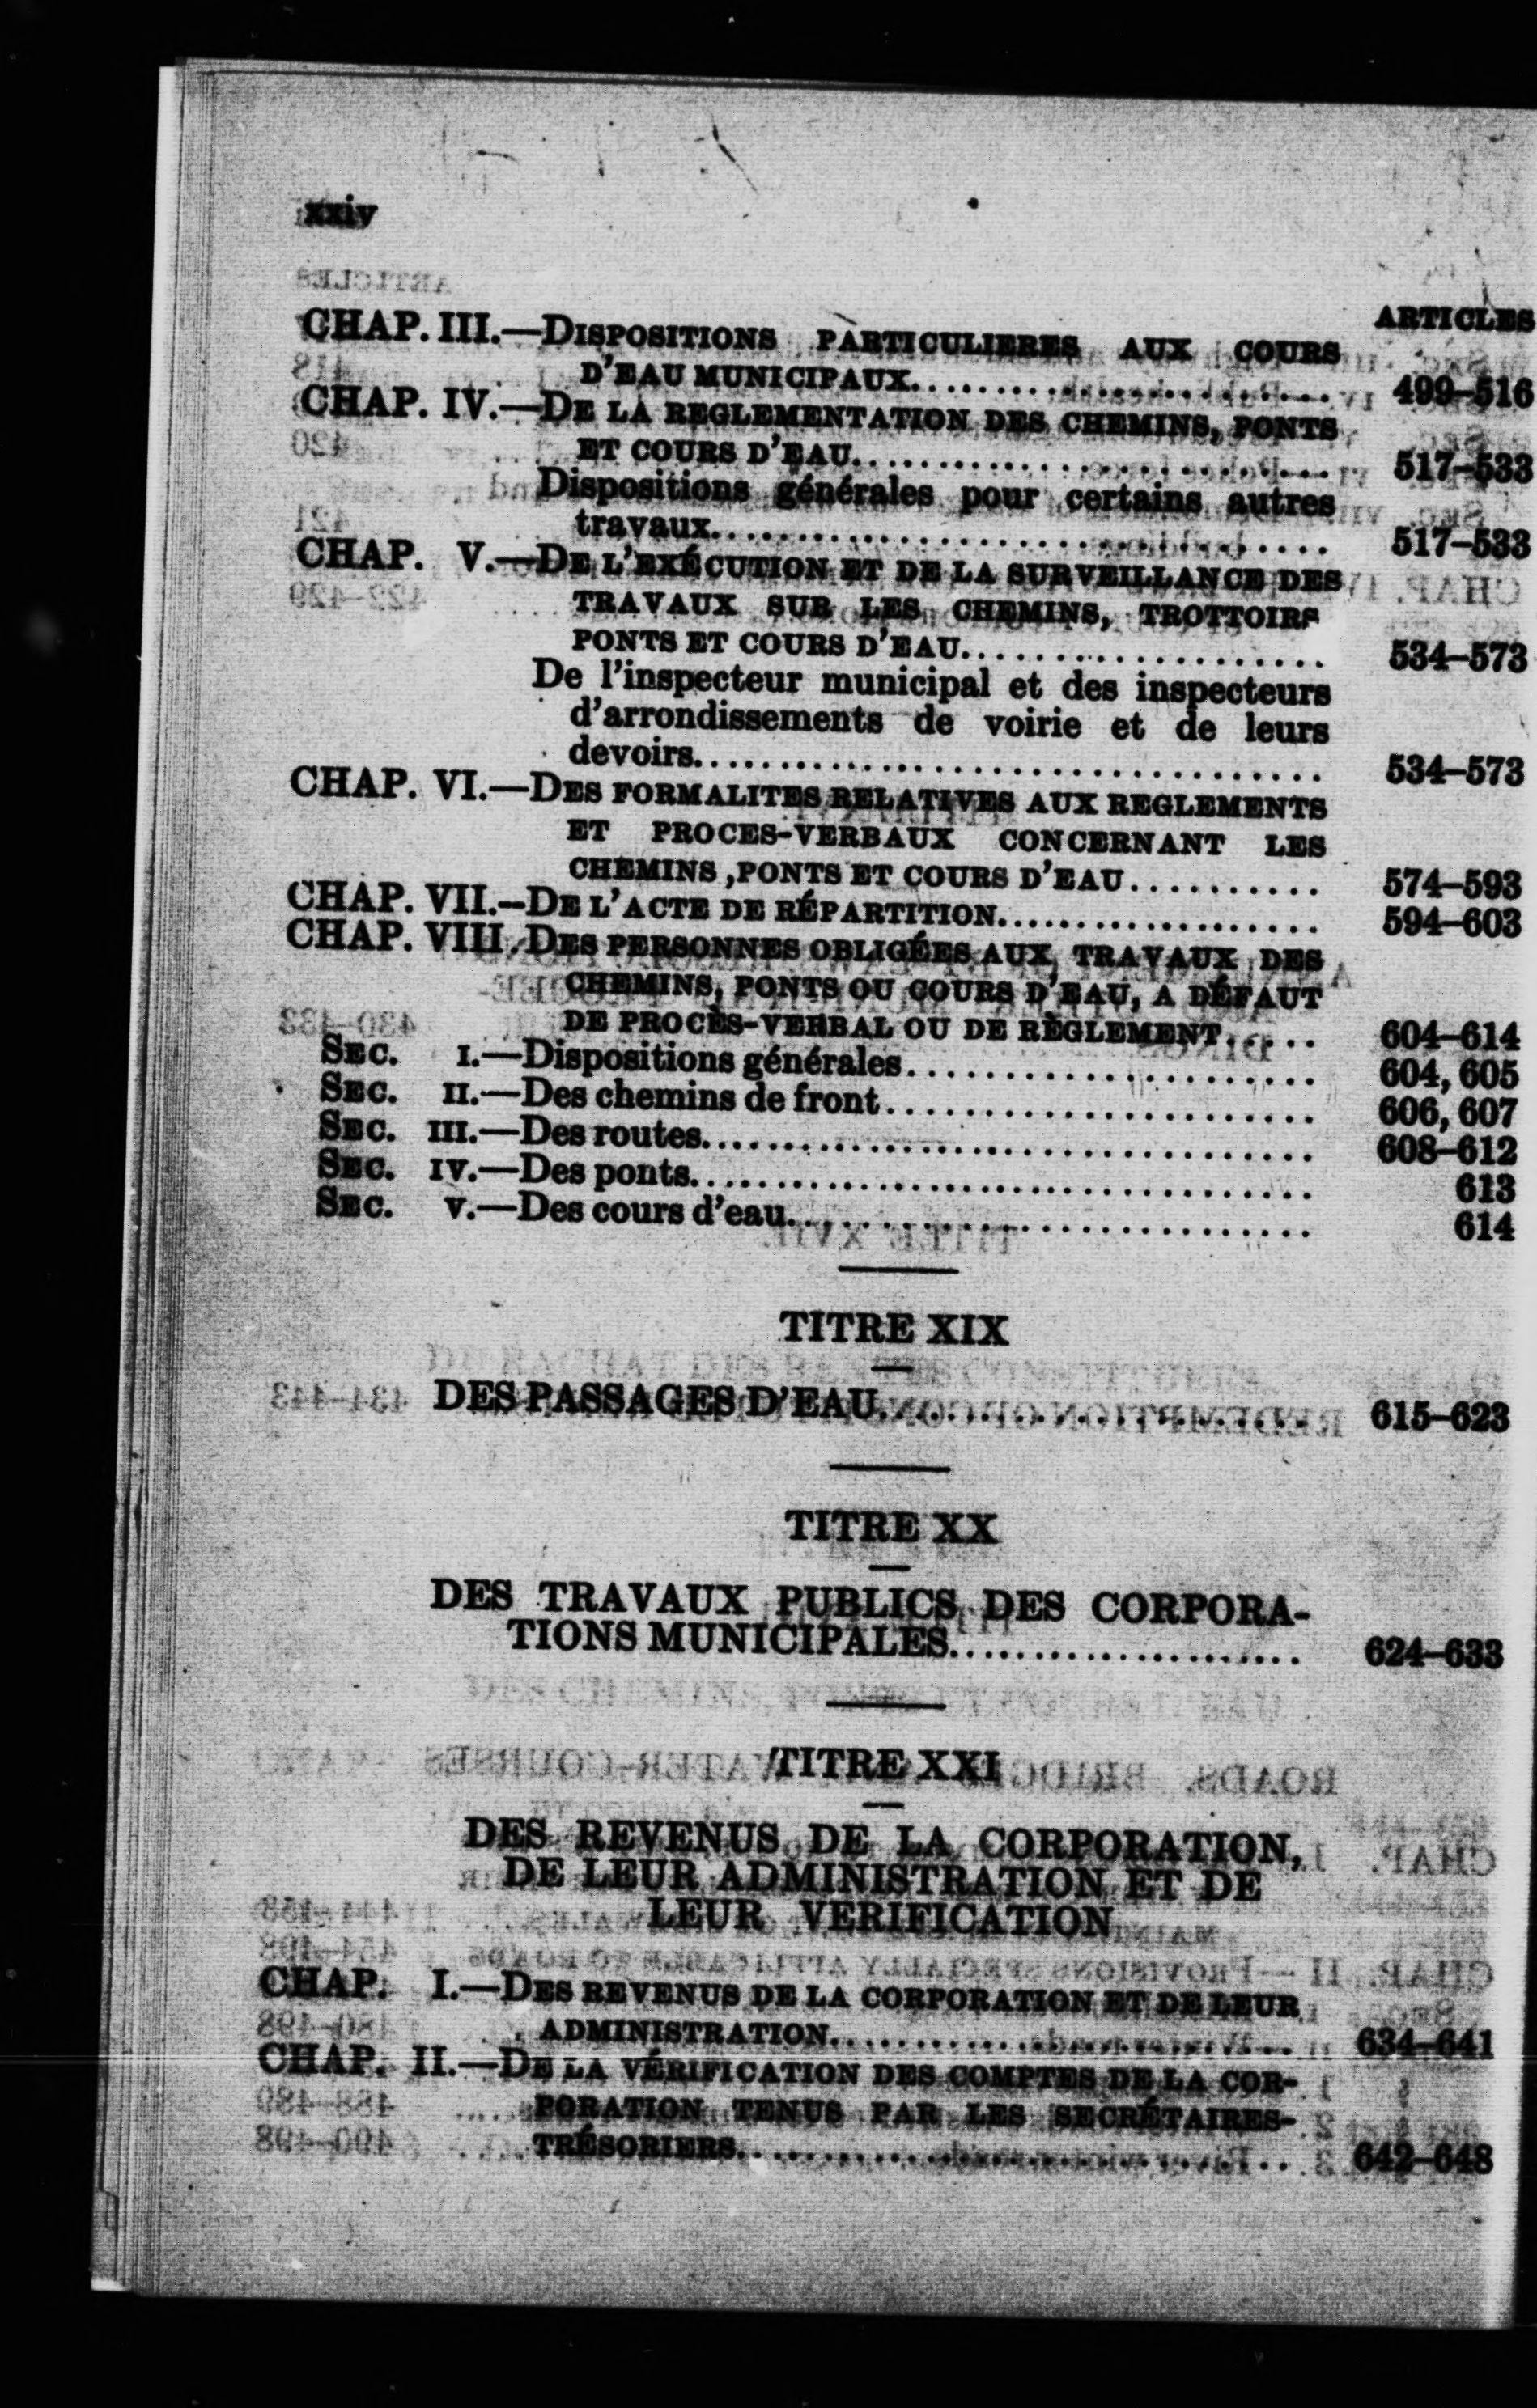 xxiv
ARTICLES
CHAP. III.—DISPOSITIONS PARTICULIERES AUX COURS
D'EAU MUNICIPAUX.............................. 499-516
CHAP. IV.—DE LA REGLEMENTATION DES CHEMINS, PONTS
ET COURS D'EAU.............................. 517-533
Dispositions générales pour certains autres
travaux.............................. 517-533
CHAP. V.—DE L'EXÉCUTION ET DE LA SURVEILLANCE DES
TRAVAUX SUR LES CHEMINS, TROTTOIRS
PONTS ET COURS D'EAU.................... 534-573
De l'inspecteur municipal et des inspecteurs
d'arrondissements de voirie et de leurs
devoirs.................................. 534-573
CHAP. VI.—DES FORMALITES RELATIVES AUX REGLEMENTS
ET PROCES-VERBAUX CONCERNANT LES
CHEMINS ,PONTS ET COURS D'EAU.......... 574-593
CHAP. VII.—DE L'ACTE DE RÉPARTITION................... 594-603
CHAP. VIII.DES PERSONNES OBLIGÉES AUX TRAVAUX DES
CHEMINS, PONTS OU COURS D'EAU, A DÉFAUT
DE PROCÈS-VERBAL OU DE RÈGLEMENT..... 604-614
SEC. I.—Dispositions générales...................... 604, 605
SEC. II.—Des chemins de front....................... 606, 607
SEC. III.—Des routes.................................. 608-612
SEC. IV.—Des ponts................................... 613
SEC. V.—Des cours d'eau............................. 614
TITRE XIX
DES PASSAGES D'EAU........................ 615-623
TITRE XX
DES TRAVAUX PUBLICS DES CORPORA-
TIONS MUNICIPALES...................... 624-633
TITRE XXI
DES REVENUS DE LA CORPORATION,
DE LEUR ADMINISTRATION ET DE
LEUR VERIFICATION
CHAP. I.—DES REVENUS DE LA CORPORATION ET DE LEUR
ADMINISTRATION........................... 634-641
CHAP. II.—DE LA VÉRIFICATION DES COMPTES DE LA COR-
PORATION TENUS PAR LES SECRÉTAIRES-
TRÉSORIERS................................ 642-648